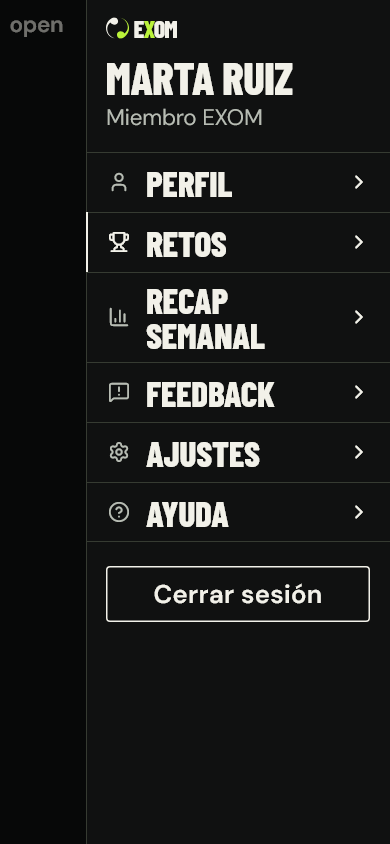 open
EXOM
MARTA RUIZ
Miembro EXOM
PERFIL
RETOS
RECAP
SEMANAL
FEEDBACK
AJUSTES
AYUDA
Cerrar sesión